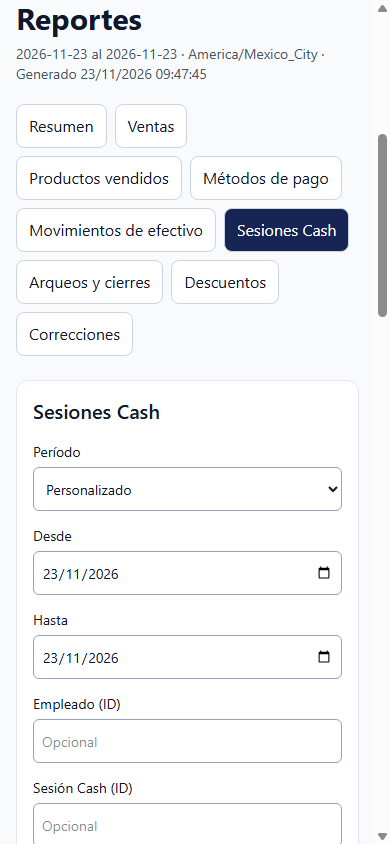 Reportes
2026-11-23 al 2026-11-23 · America/Mexico_City ·
Generado 23/11/2026 09:47:45
Resumen
Ventas
Productos vendidos
Métodos de pago
Movimientos de efectivo
Sesiones Cash
Arqueos y cierres
Descuentos
Correcciones
Sesiones Cash
Período
Personalizado
Desde
23/11/2026
Hasta
23/11/2026
Empleado (ID)
Opcional
Sesión Cash (ID)
Opcional